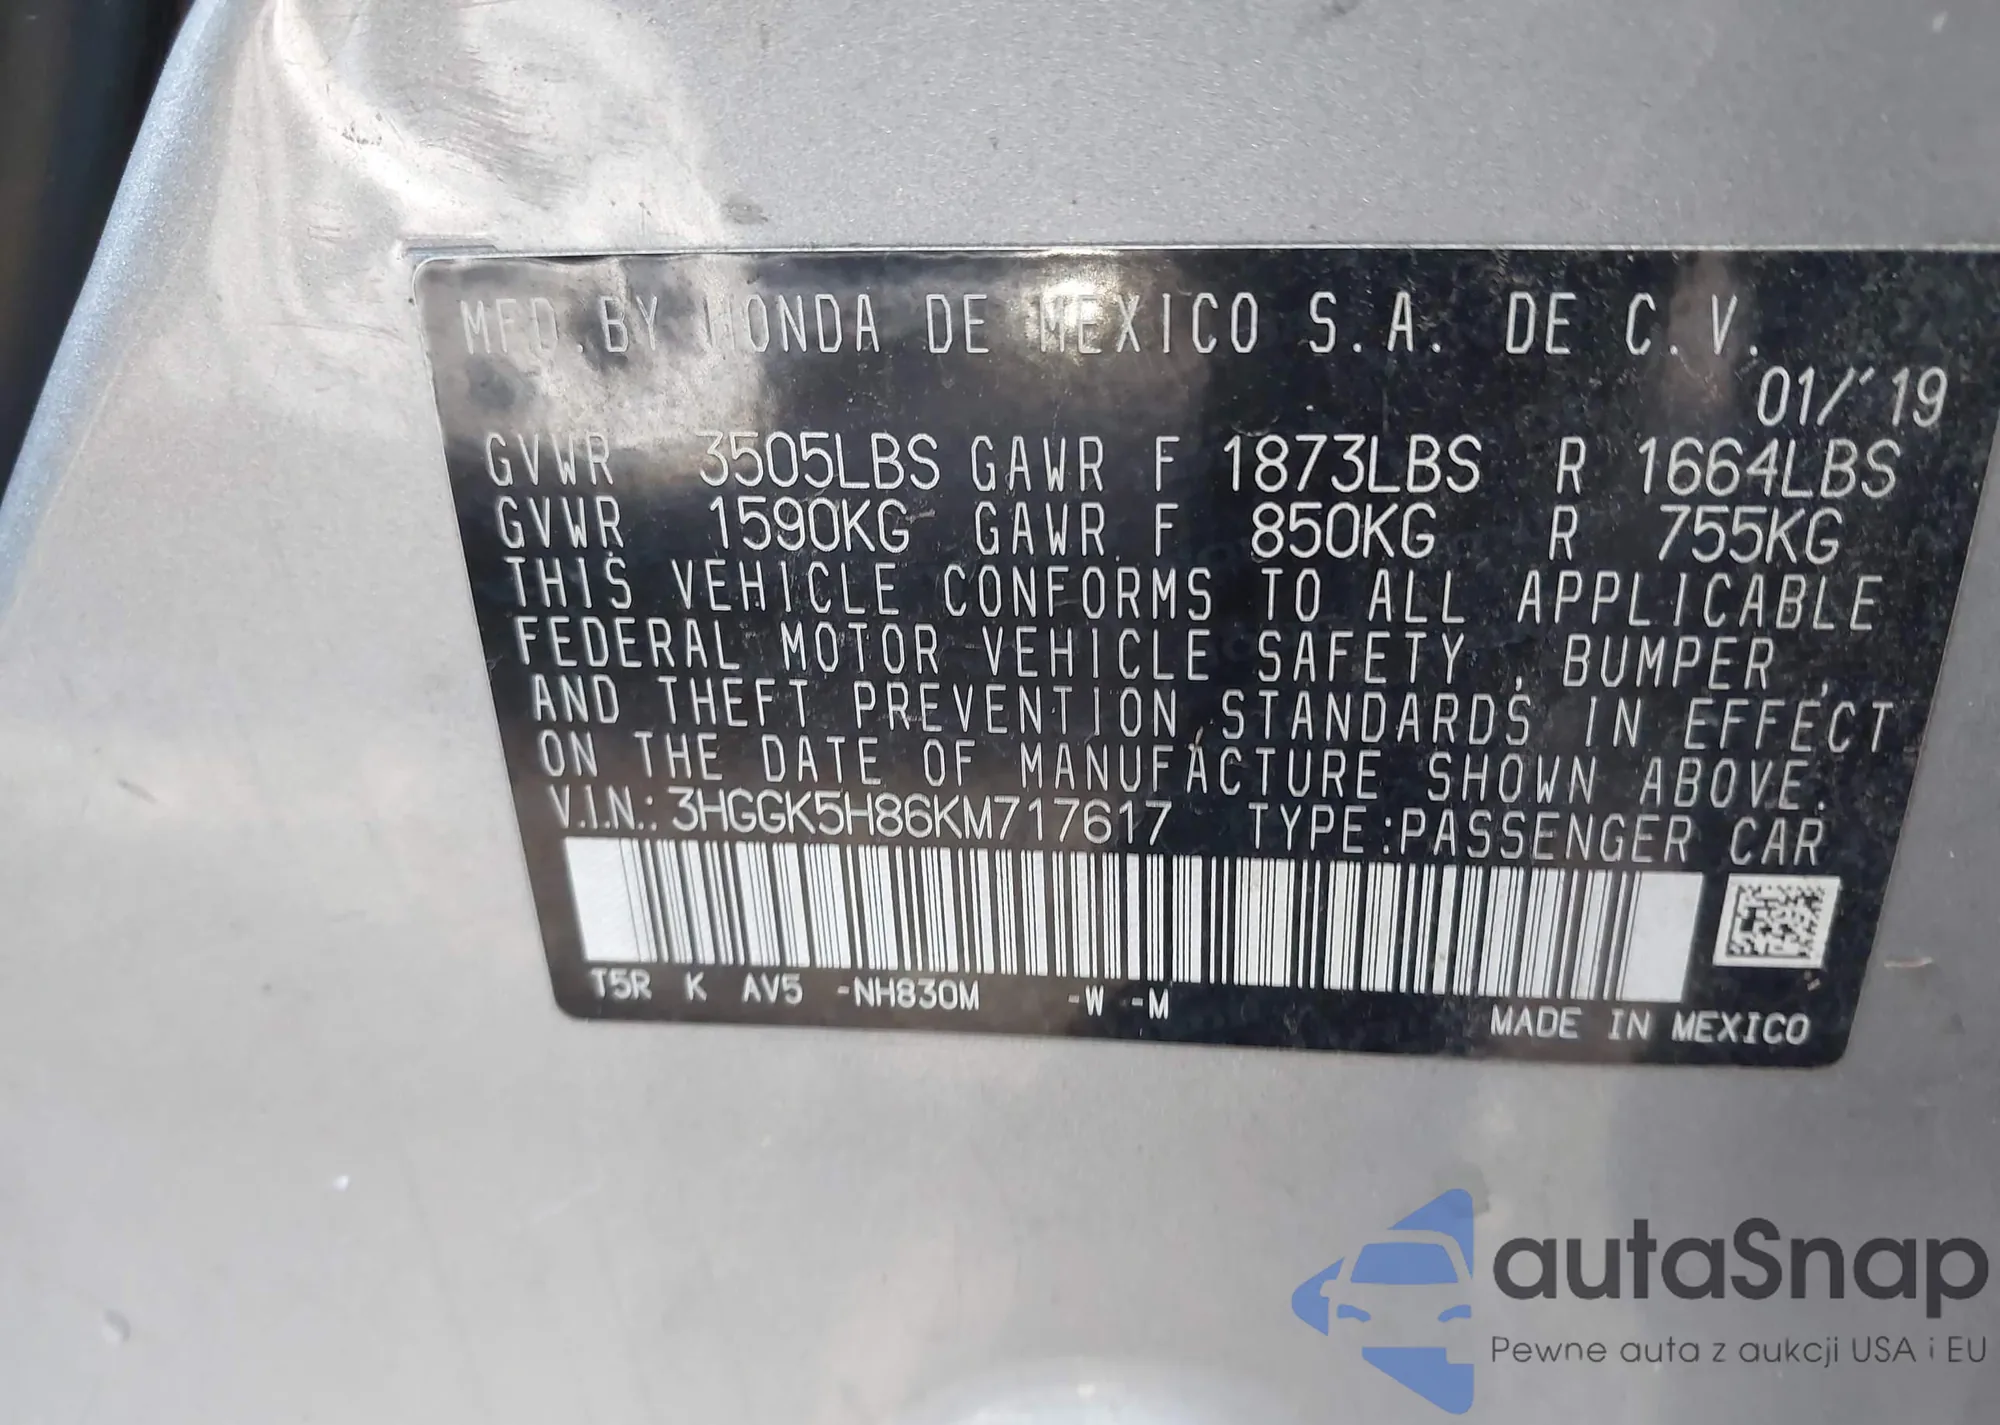 MFD. BY HONDA DE MEXICO S.A. DE C.V.
01/'19
GVWR 3505LBS GAWR F 1873LBS R 1664LBS
GVWR 1590KG GAWR F 850KG R 755KG
THIS VEHICLE CONFORMS TO ALL APPLICABLE
FEDERAL MOTOR VEHICLE SAFETY, BUMPER,
AND THEFT PREVENTION STANDARDS IN EFFECT
ON THE DATE OF MANUFACTURE SHOWN ABOVE.
V.I.N.: 3HGGK5H86KM717617 TYPE:PASSENGER CAR
T5R K AV5 -NH830M -W -M
MADE IN MEXICO
autaSnap
Pewne auta z aukcji USA i EU